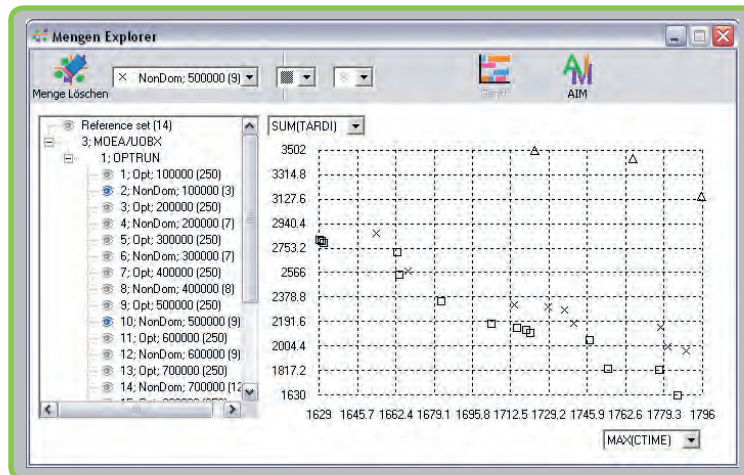 Mengen Explorer
Menge Löschen
NonDom; 500000 (9)
AIM
Reference set (14)
3; MOEA/UOBX
1; OPTRUN
1; Opt; 100000 (250)
2; NonDom; 100000 (3)
3; Opt; 200000 (250)
4; NonDom; 200000 (7)
5; Opt; 300000 (250)
6; NonDom; 300000 (7)
7; Opt; 400000 (250)
8; NonDom; 400000 (8)
9; Opt; 500000 (250)
10; NonDom; 500000 (9)
11; Opt; 600000 (250)
12; NonDom; 600000 (9)
13; Opt; 700000 (250)
14; NonDom; 700000 (12
SUM(TARDI)
3502
3314.8
3127.6
2940.4
2753.2
2566
2378.8
2191.6
2004.4
1817.2
1630
1629 1645.7 1662.4 1679.1 1695.8 1712.5 1729.2 1745.9 1762.6 1779.3 1796
MAX(CTIME)